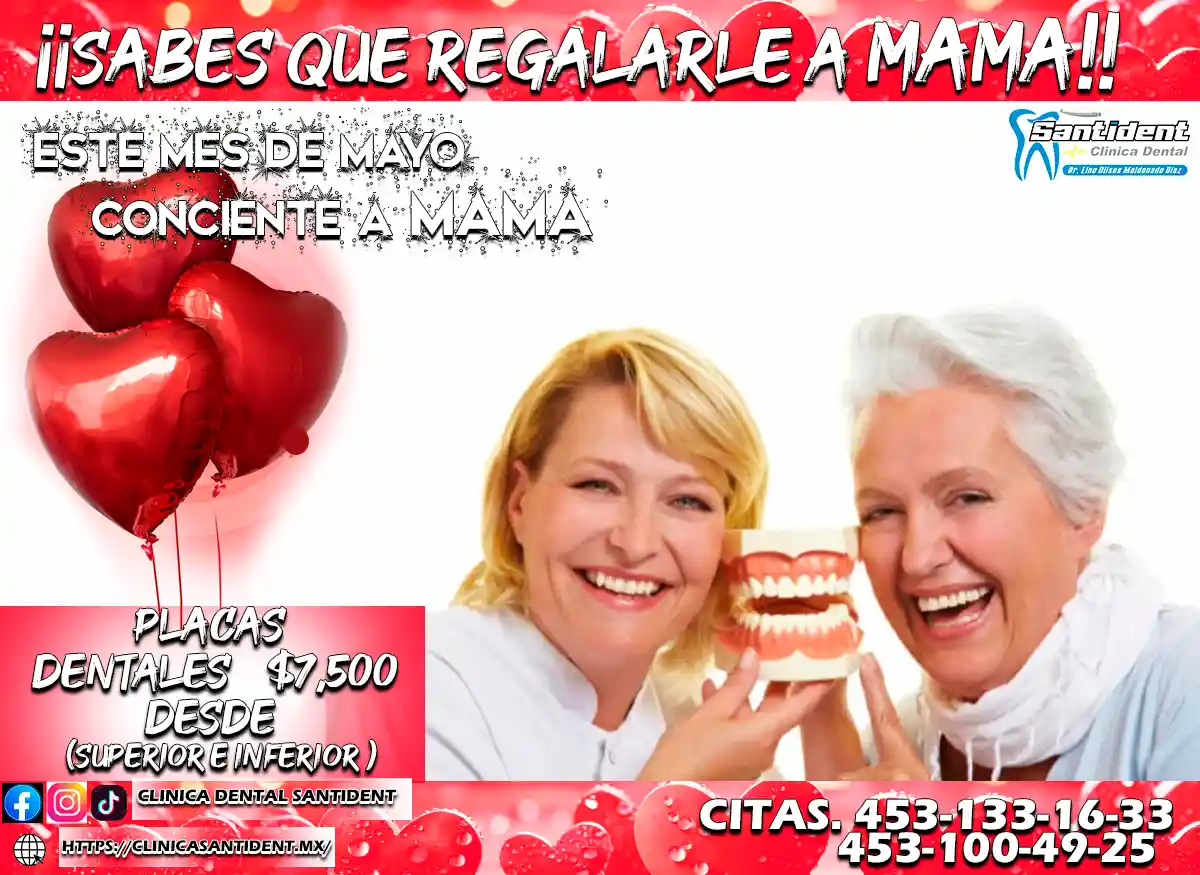 ¡¡SABES QUE REGALARLE A MAMA!!
ESTE MES DE MAYO
CONCIENTE A MAMA
Santident
Clinica Dental
Dr. Lino Ulises Maldonado Díaz
PLACAS
DENTALES $7,500
DESDE
(SUPERIOR E INFERIOR )
CLINICA DENTAL SANTIDENT
HTTPS://CLINICASANTIDENT.MX/
CITAS. 453-133-16-33
453-100-49-25